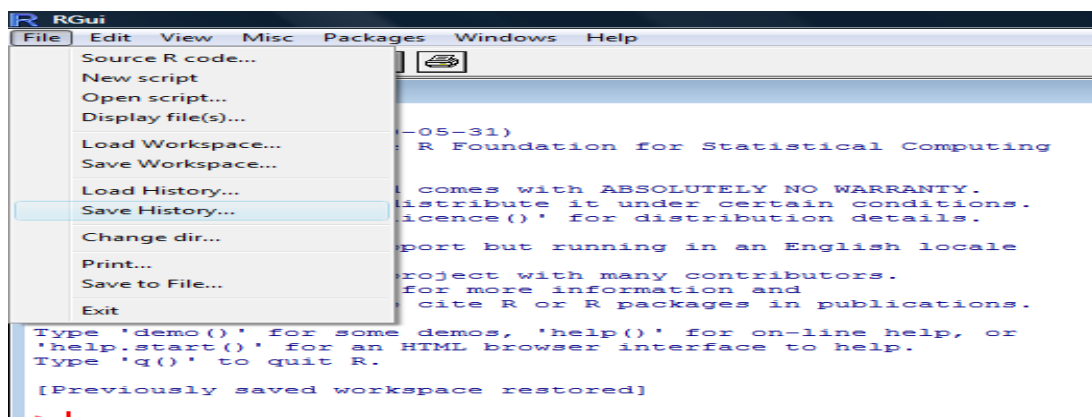 RGui
File Edit View Misc Packages Windows Help
Source R code...
New script
Open script...
Display file(s)...
Load Workspace...
Save Workspace...
Load History...
Save History...
Change dir...
Print...
Save to File...
Exit
-05-31)
R Foundation for Statistical Computing
comes with ABSOLUTELY NO WARRANTY.
distribute it under certain conditions.
icence()' for distribution details.
port but running in an English locale
roject with many contributors.
for more information and
cite R or R packages in publications.
Type 'demo()' for some demos, 'help()' for on-line help, or
'help.start()' for an HTML browser interface to help.
Type 'q()' to quit R.
[Previously saved workspace restored]